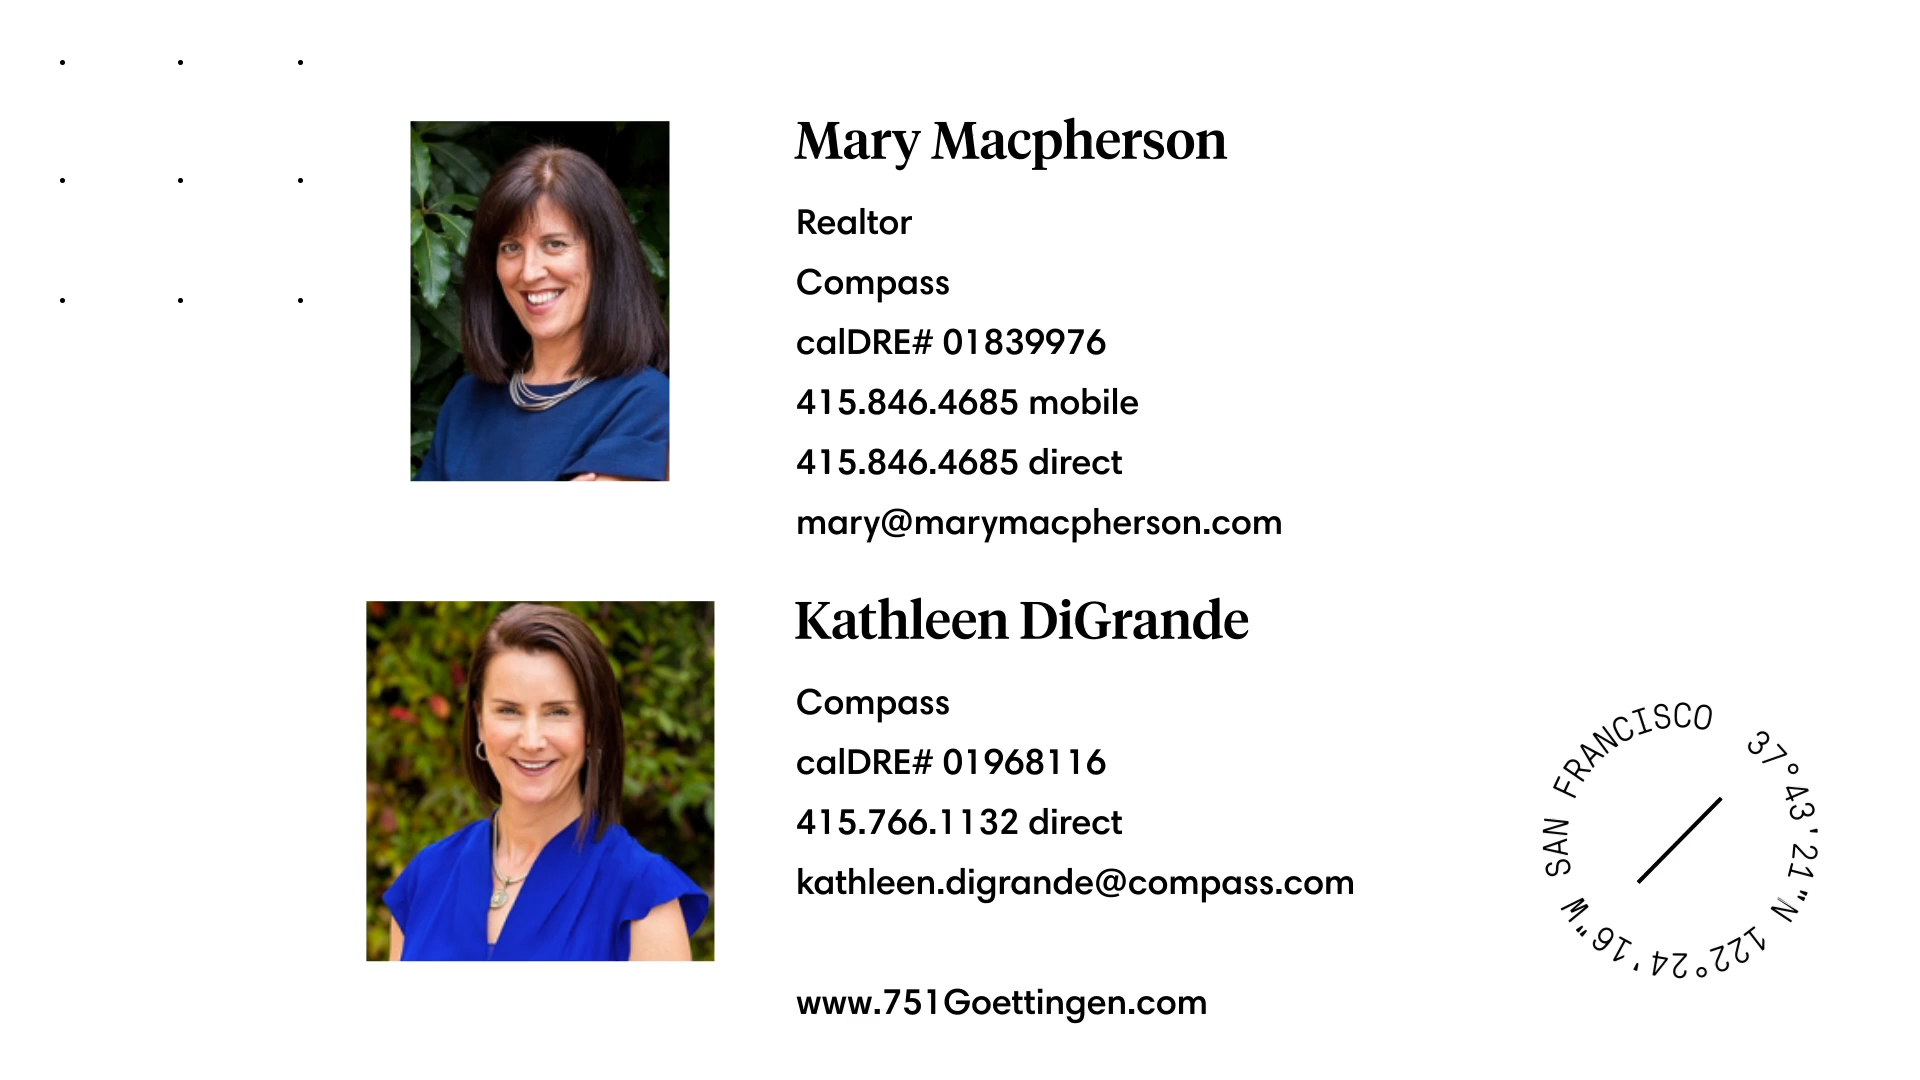 Mary Macpherson
Realtor
Compass
calDRE# 01839976
415.846.4685 mobile
415.846.4685 direct
mary@marymacpherson.com
Kathleen DiGrande
Compass
calDRE# 01968116
415.766.1132 direct
kathleen.digrande@compass.com
www.751Goettingen.com
SAN FRANCISCO 37°43'21"N 122°24'16"W